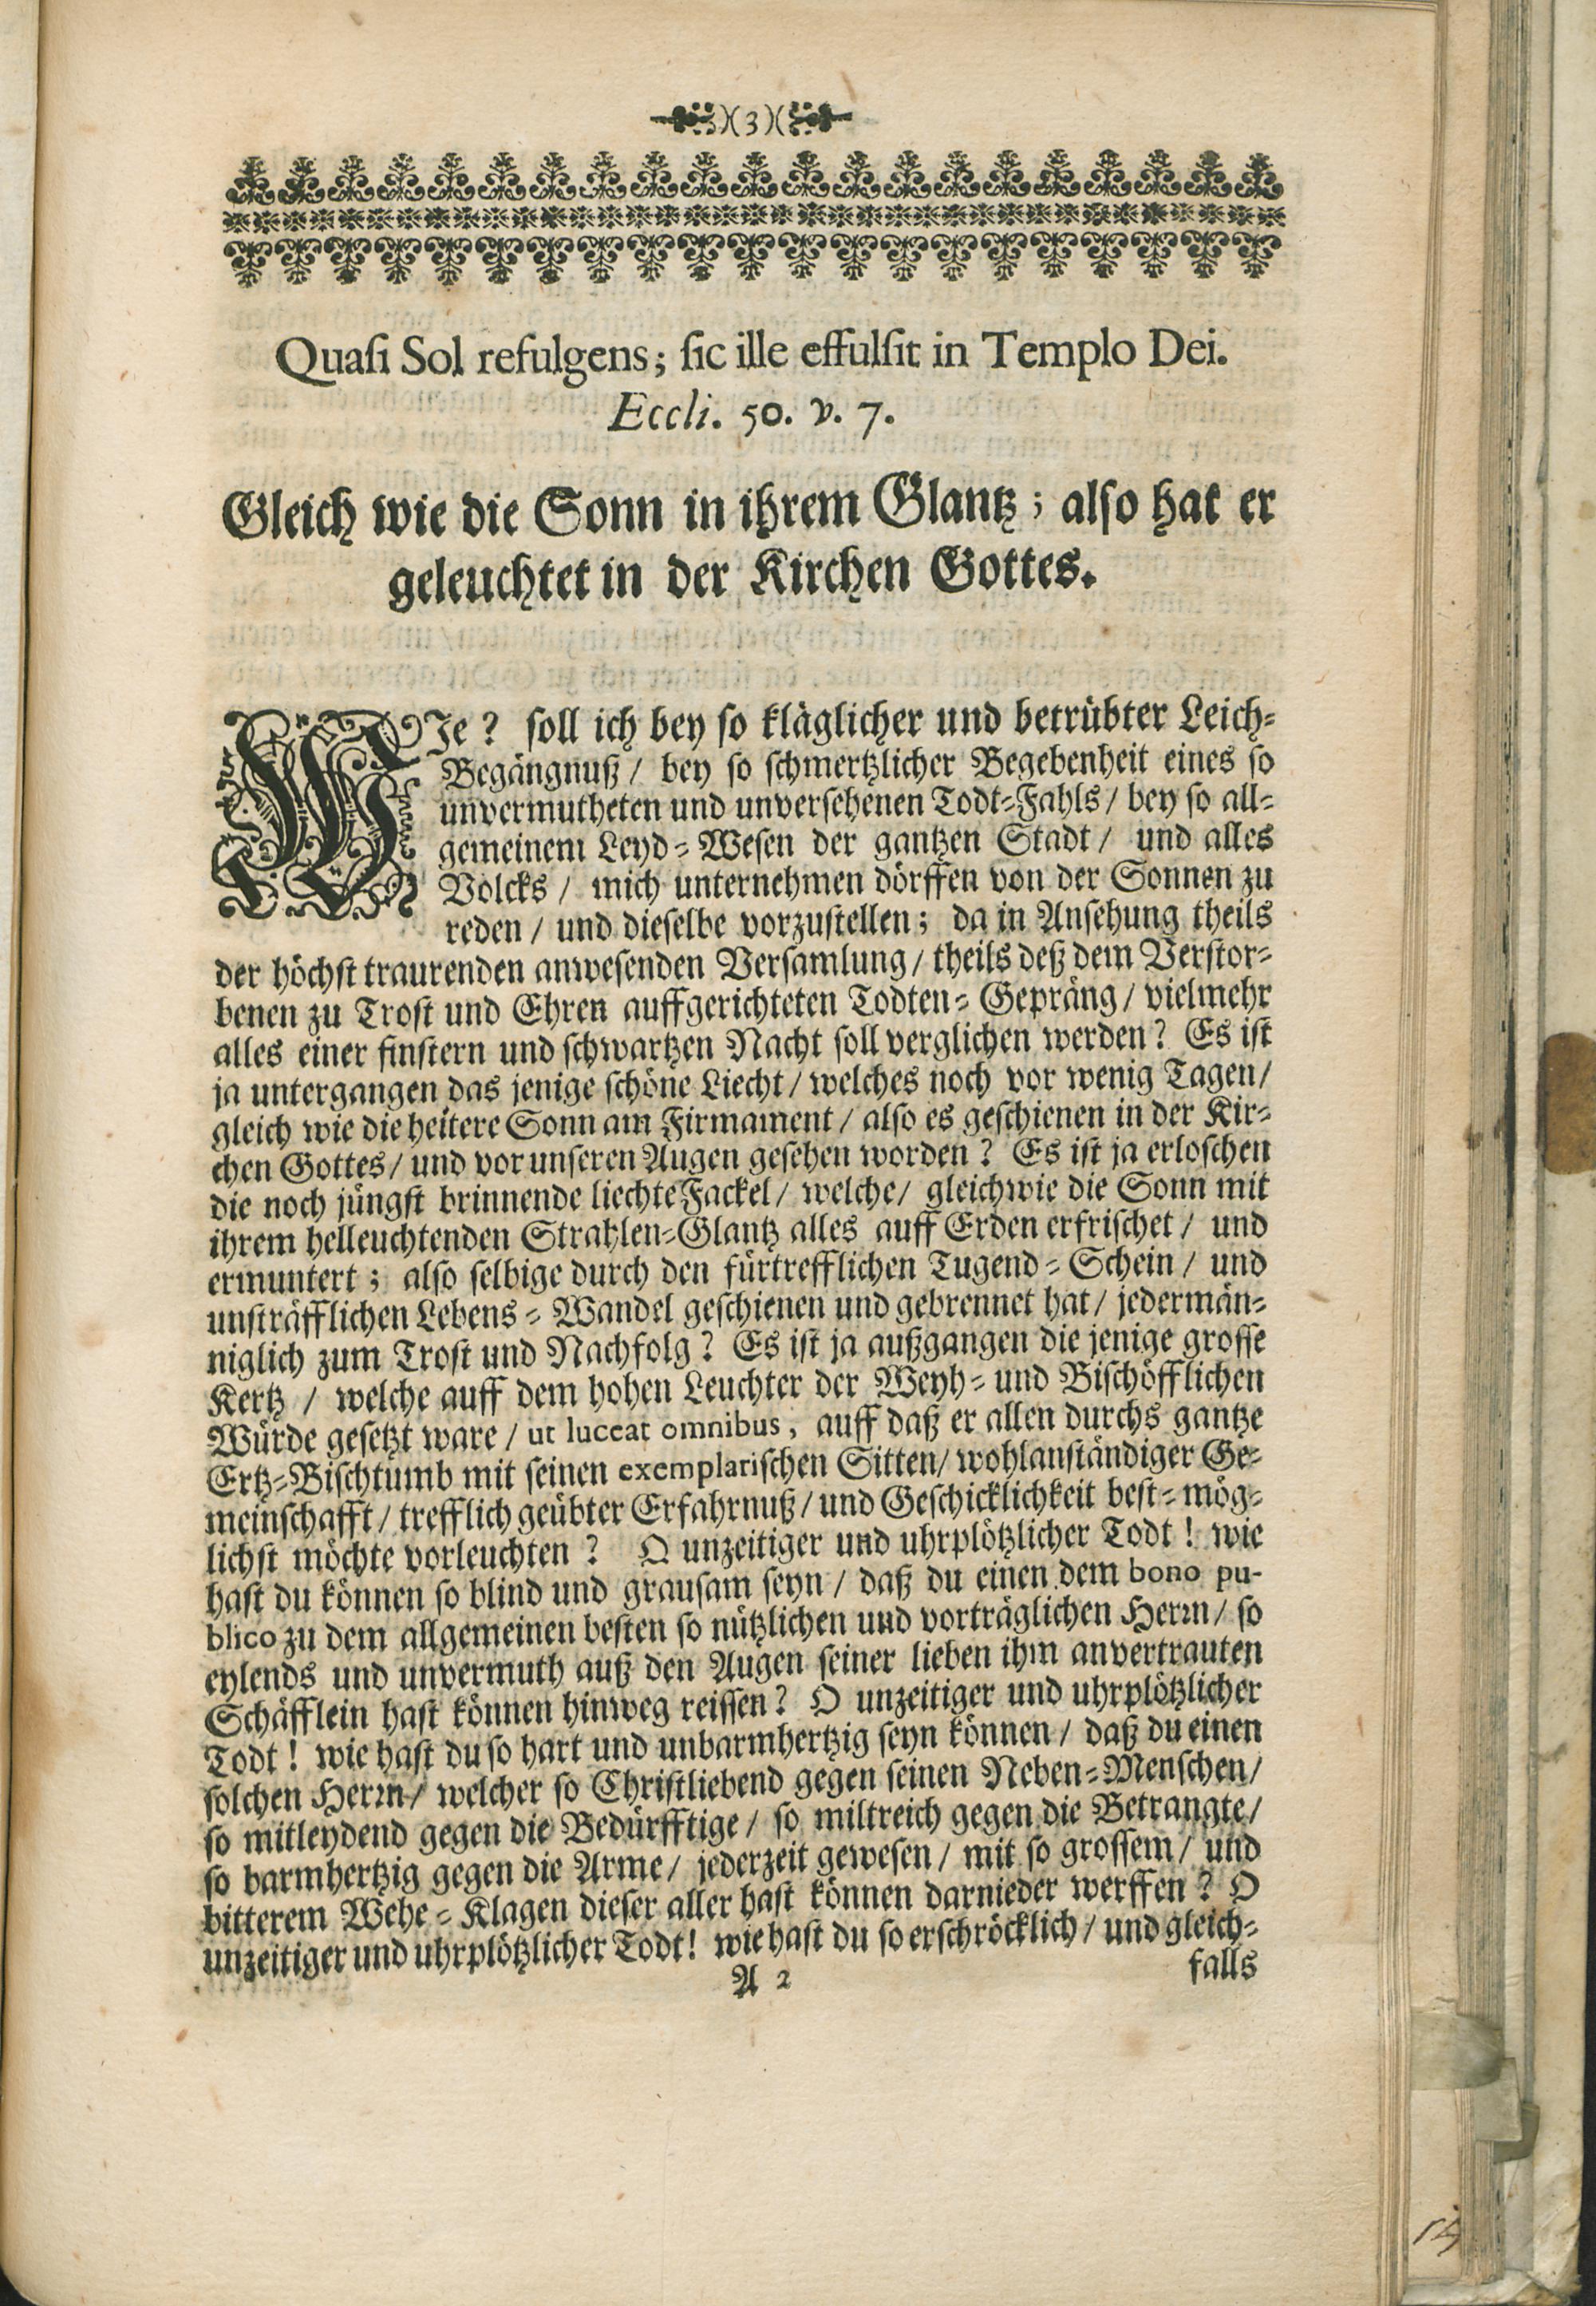 )(3)(
Quaſi Sol refulgens; ſic ille effulſit in Templo Dei.
Eccli. 50. v. 7.
Gleich wie die Sonn in ihrem Glantz; also hat er
geleuchtet in der Kirchen Gottes.
WIe? soll ich bey so kläglicher und betrübter Leich-
Begängnuß / bey so schmertzlicher Begebenheit eines so
unvermutheten und unversehenen Todt-Fahls / bey so all-
gemeinem Leyd-Wesen der gantzen Stadt / und alles
Volcks / mich unternehmen dörffen von der Sonnen zu
reden / und dieselbe vorzustellen; da in Ansehung theils
der höchst traurenden anwesenden Versamlung / theils deß dem Verstor-
benen zu Trost und Ehren auffgerichteten Todten-Gepräng / vielmehr
alles einer finstern und schwartzen Nacht soll verglichen werden? Es ist
ja untergangen das jenige schöne Liecht / welches noch vor wenig Tagen /
gleich wie die heitere Sonn am Firmament / also es geschienen in der Kir-
chen Gottes / und vor unseren Augen gesehen worden? Es ist ja erloschen
die noch jüngst brinnende liechte Fackel / welche / gleichwie die Sonn mit
ihrem helleuchtenden Strahlen-Glantz alles auff Erden erfrischet / und
ermuntert; also selbige durch den fürtrefflichen Tugend-Schein / und
unsträfflichen Lebens-Wandel geschienen und gebrennet hat / jedermän-
niglich zum Trost und Nachfolg? Es ist ja außgangen die jenige grosse
Kertz / welche auff dem hohen Leuchter der Weyh- und Bischöfflichen
Würde gesetzt ware / ut luceat omnibus, auff daß er allen durchs gantze
Ertz-Bischtumb mit seinen exemplarischen Sitten / wohlanständiger Ge-
meinschafft / trefflich geübter Erfahrnuß / und Geschicklichkeit best-mög-
lichst möchte vorleuchten? O unzeitiger und uhrplötzlicher Todt! wie
hast du können so blind und grausam seyn / daß du einen dem bono pu-
blico zu dem allgemeinen besten so nützlichen und vorträglichen Herrn / so
eylends und unvermuth auß den Augen seiner lieben ihm anvertrauten
Schäfflein hast können hinweg reissen? O unzeitiger und uhrplötzlicher
Todt! wie hast du so hart und unbarmhertzig seyn können / daß du einen
solchen Herrn / welcher so Christliebend gegen seinen Neben-Menschen /
so mitleydend gegen die Bedürfftige / so miltreich gegen die Betrangte /
so barmhertzig gegen die Arme / jederzeit gewesen / mit so grossem / und
bitterem Wehe-Klagen dieser aller hast können darnieder werffen? O
unzeitiger und uhrplötzlicher Todt! wie hast du so erschröcklich / und gleich-
A 2 falls